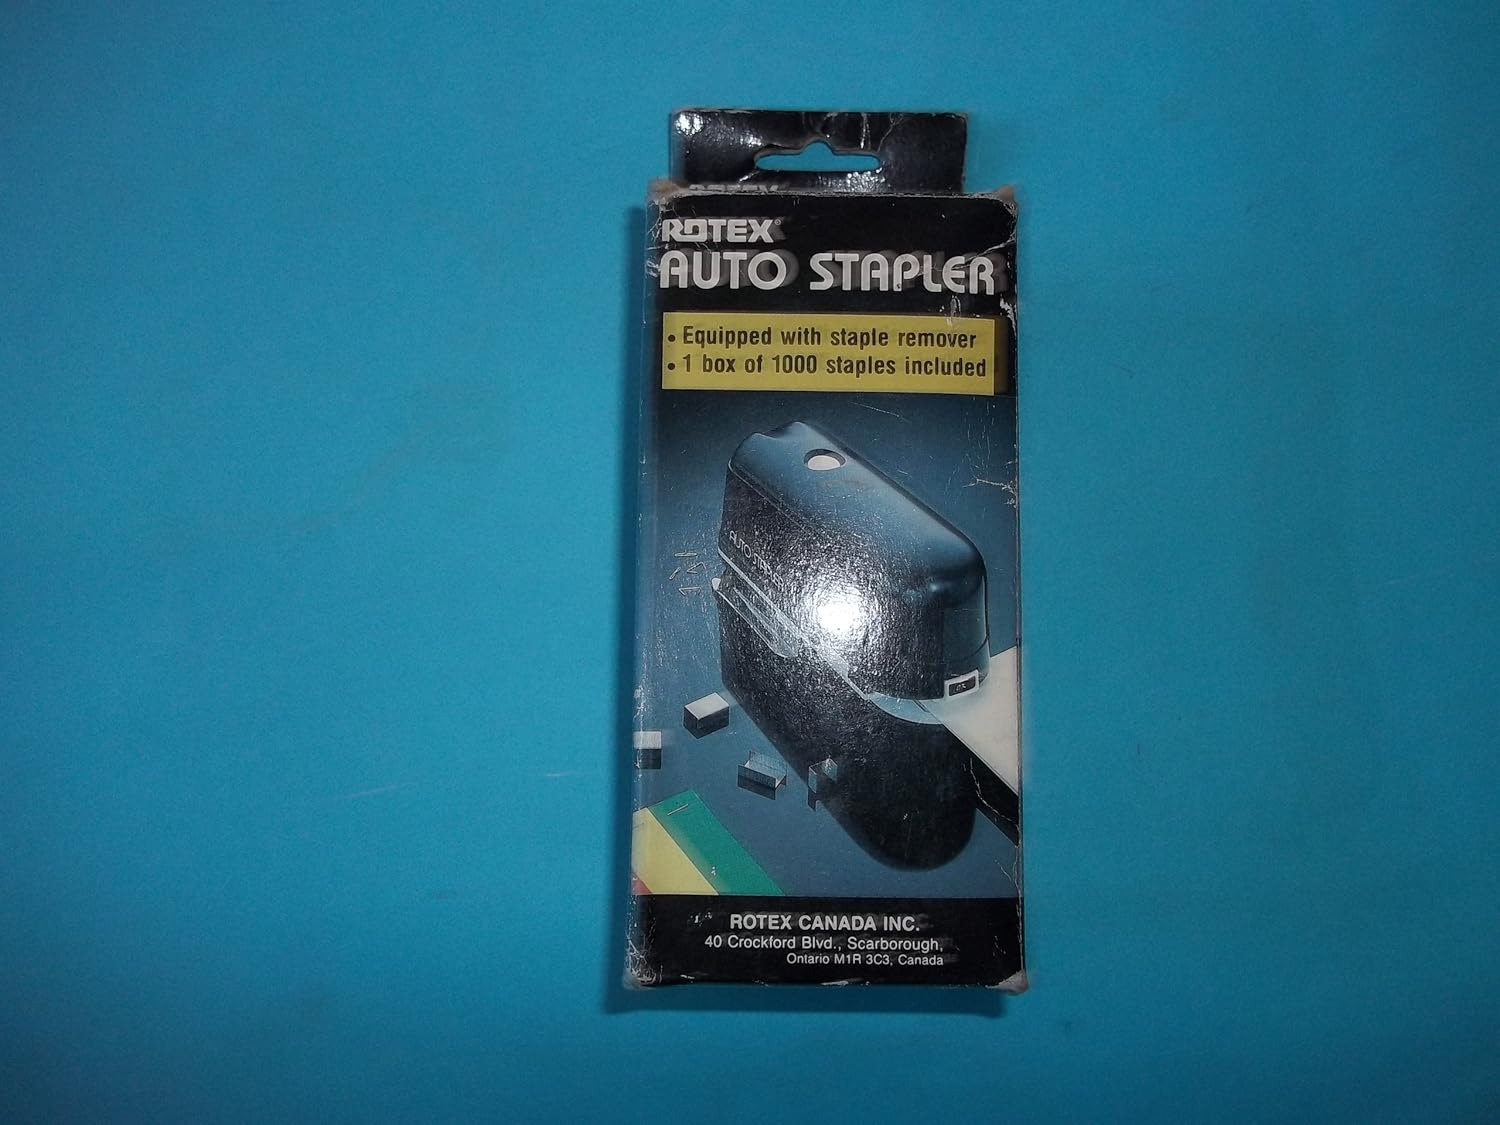 ROTEX®
AUTO STAPLER
• Equipped with staple remover
• 1 box of 1000 staples included
AUTO STAPLER
ROTEX CANADA INC.
40 Crockford Blvd., Scarborough,
Ontario M1R 3C3, Canada